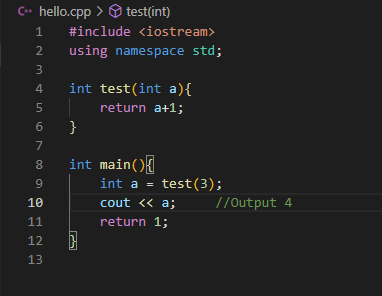 hello.cpp > test(int)
1 #include <iostream>
2 using namespace std;
3
4 int test(int a){
5     return a+1;
6 }
7
8 int main(){
9     int a = test(3);
10     cout << a;     //Output 4
11     return 1;
12 }
13